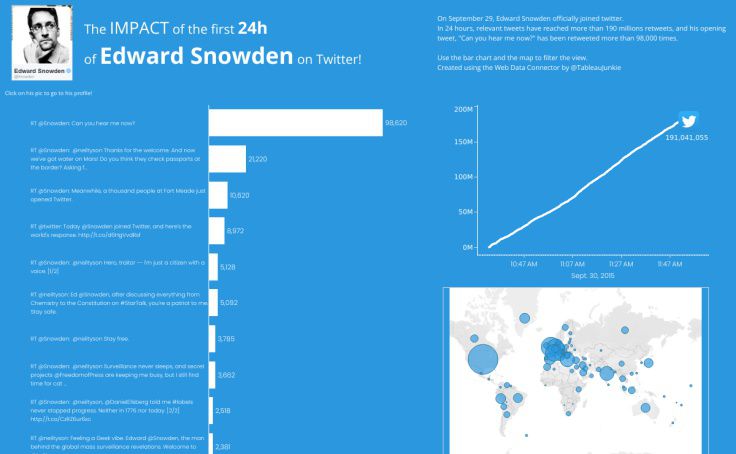 The IMPACT of the first 24h
of Edward Snowden on Twitter!
Edward Snowden
@Snowden
Click on his pic to go to his profile!
On September 29, Edward Snowden officially joined twitter.
In 24 hours, relevant tweets have reached more than 190 millions retweets, and his opening
tweet, "Can you hear me now?" has been retweeted more than 98,000 times.
Use the bar chart and the map to filter the view.
Created using the Web Data Connector by @TableauJunkie
RT @Snowden: Can you hear me now?
98,620
RT @Snowden: .@neiltyson Thanks for the welcome. And now
we've got water on Mars! Do you think they check passports at
the border? Asking f...
21,220
RT @Snowden: Meanwhile, a thousand people at Fort Meade just
opened Twitter.
10,620
RT @twitter: Today @Snowden joined Twitter, and here's the
world's response.
8,972
RT @Snowden: .@neiltyson Hero, traitor — I'm just a citizen with a
voice. [1/2]
5,128
RT @neiltyson: Ed @Snowden, after discussing everything from
Chemistry to the Constitution on #StarTalk, you're a patriot to me.
Stay safe.
5,092
RT @Snowden: @neiltyson Stay free.
3,785
RT @Snowden: .@neiltyson Surveillance never sleeps, and secret
projects @FreedomofPress are keeping me busy, but I still find
time for cat ...
3,662
RT @Snowden: .@neiltyson, @DanielEllsberg told me #labels
never stopped progress. Neither in 1776 nor today. [2/2]
2,518
RT @neiltyson: Feeling a Geek vibe. Edward @Snowden, the man
behind the global mass surveillance revelations. Welcome to
2,381
200M
150M
100M
50M
0M
191,041,055
10:47 AM 11:07 AM 11:27 AM 11:47 AM
Sept. 30, 2015